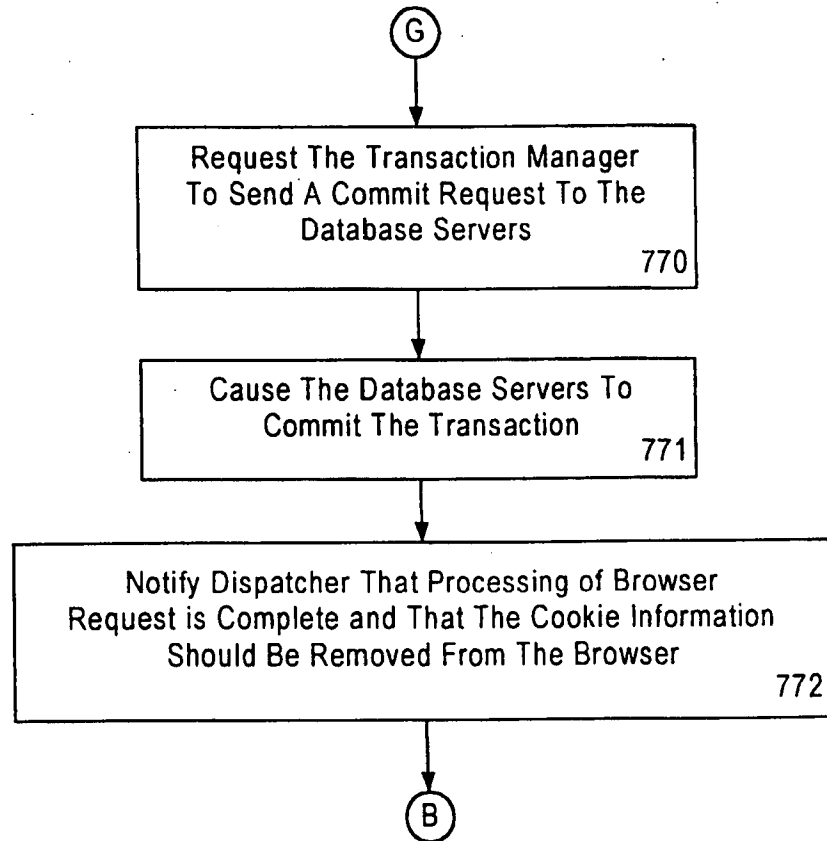 G
Request The Transaction Manager
To Send A Commit Request To The
Database Servers
770
Cause The Database Servers To
Commit The Transaction
771
Notify Dispatcher That Processing of Browser
Request is Complete and That The Cookie Information
Should Be Removed From The Browser
772
B